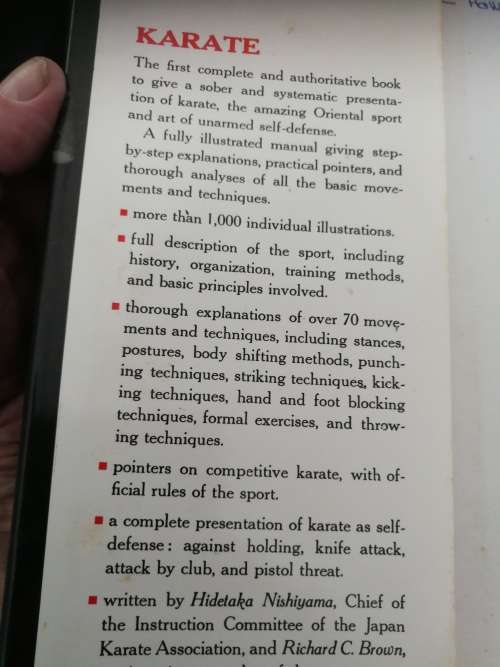 KARATE
The first complete and authoritative book
to give a sober and systematic presenta-
tion of karate, the amazing Oriental sport
and art of unarmed self-defense.
A fully illustrated manual giving step-
by-step explanations, practical pointers, and
thorough analyses of all the basic move-
ments and techniques.
▪ more than 1,000 individual illustrations.
▪ full description of the sport, including
history, organization, training methods,
and basic principles involved.
▪ thorough explanations of over 70 move-
ments and techniques, including stances,
postures, body shifting methods, punch-
ing techniques, striking techniques, kick-
ing techniques, hand and foot blocking
techniques, formal exercises, and throw-
ing techniques.
▪ pointers on competitive karate, with of-
ficial rules of the sport.
▪ a complete presentation of karate as self-
defense: against holding, knife attack,
attack by club, and pistol threat.
▪ written by Hidetaka Nishiyama, Chief of
the Instruction Committee of the Japan
Karate Association, and Richard C. Brown,